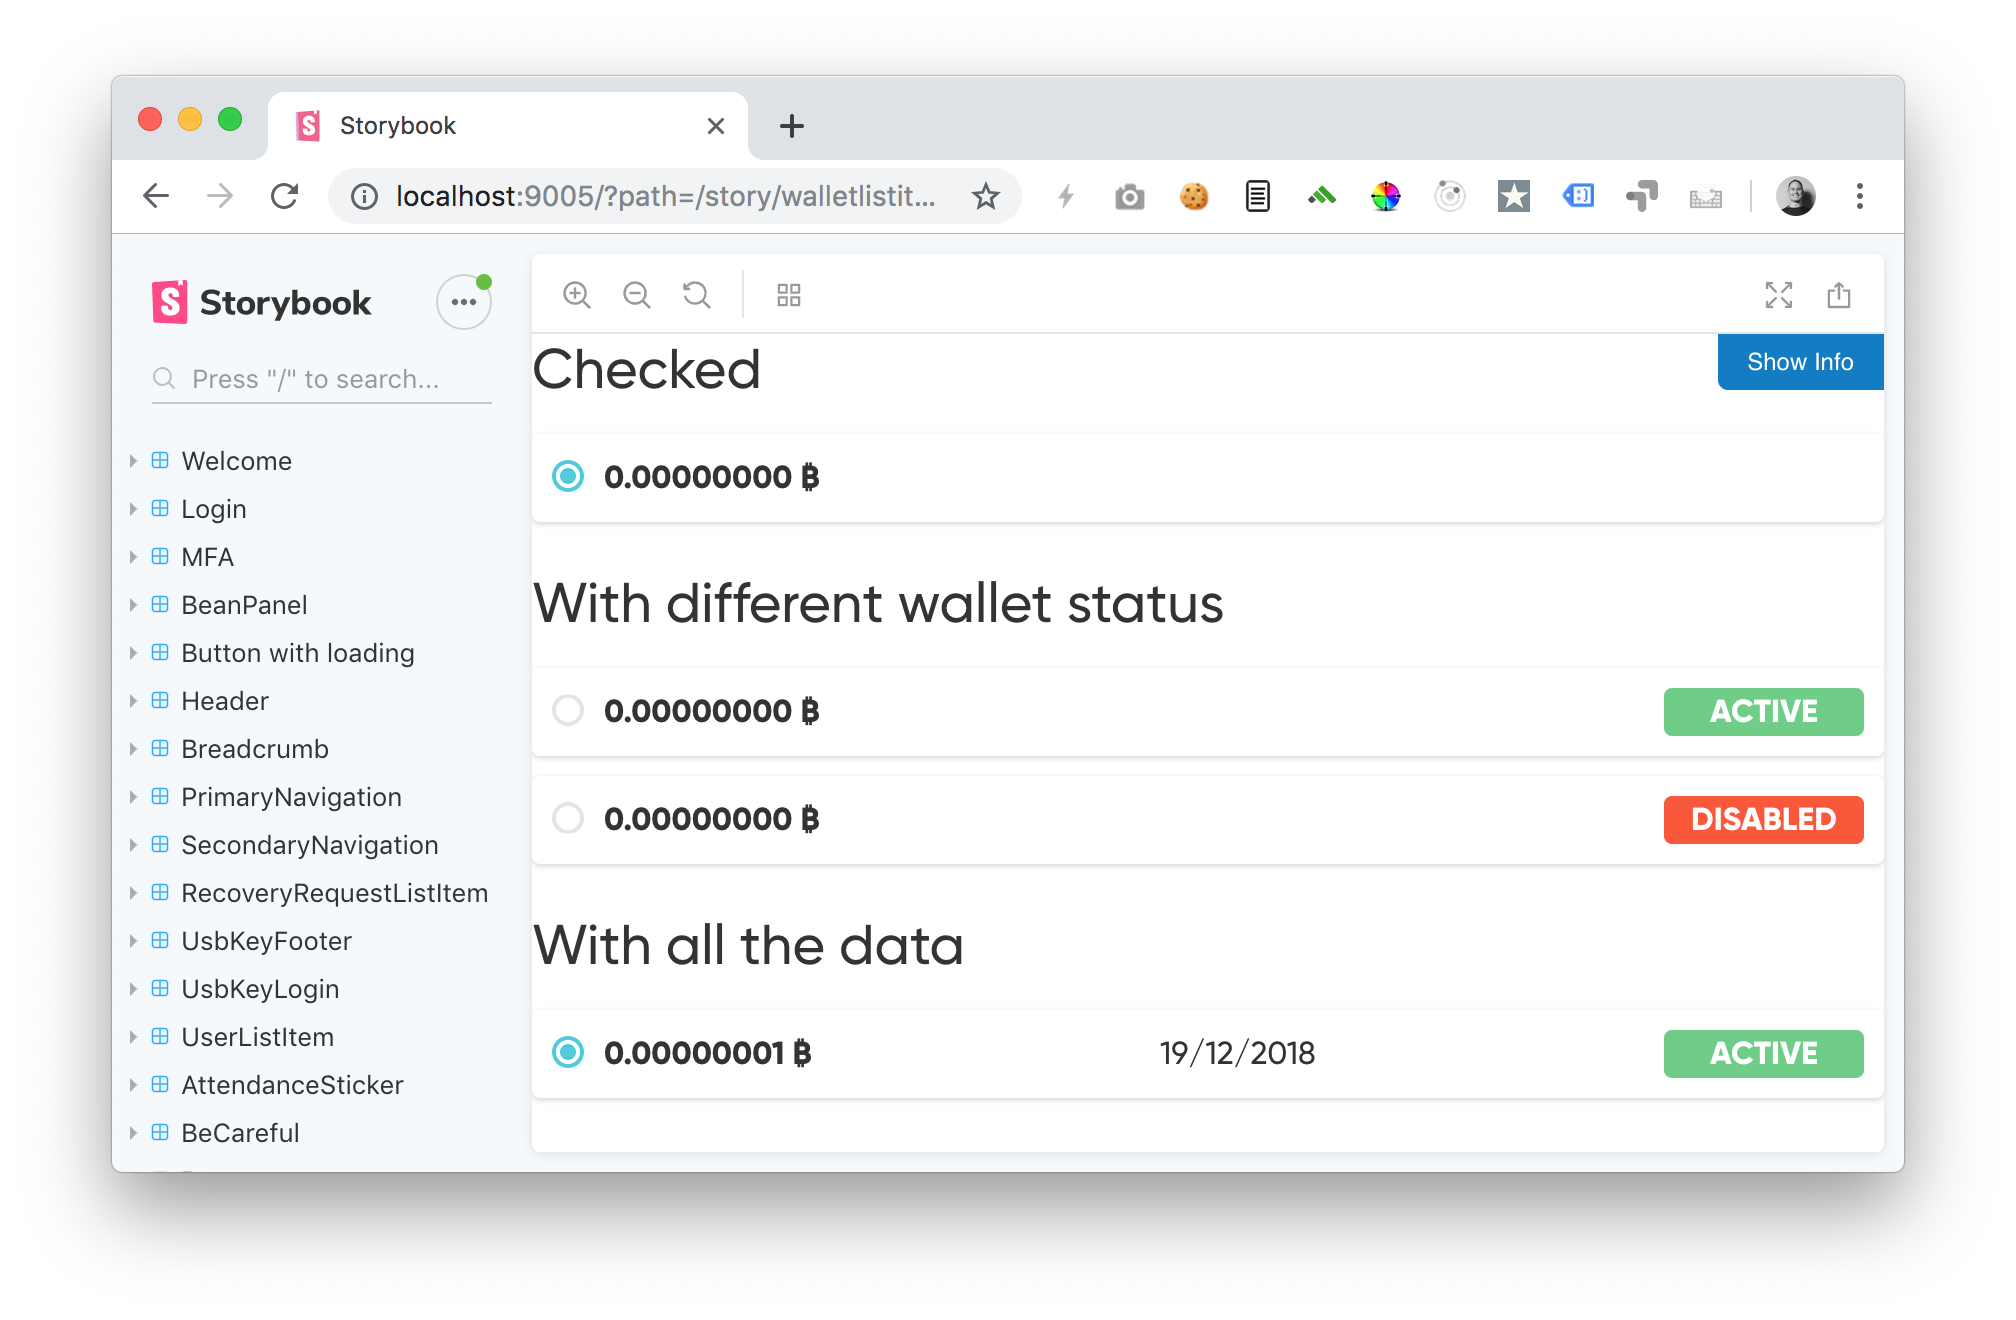 Storybook
localhost:9005/?path=/story/walletlistit...
Storybook
Press "/" to search...
Welcome
Login
MFA
BeanPanel
Button with loading
Header
Breadcrumb
PrimaryNavigation
SecondaryNavigation
RecoveryRequestListItem
UsbKeyFooter
UsbKeyLogin
UserListItem
AttendanceSticker
BeCareful
Show Info
Checked
0.00000000 ₿
With different wallet status
0.00000000 ₿ ACTIVE
0.00000000 ₿ DISABLED
With all the data
0.00000001 ₿ 19/12/2018 ACTIVE